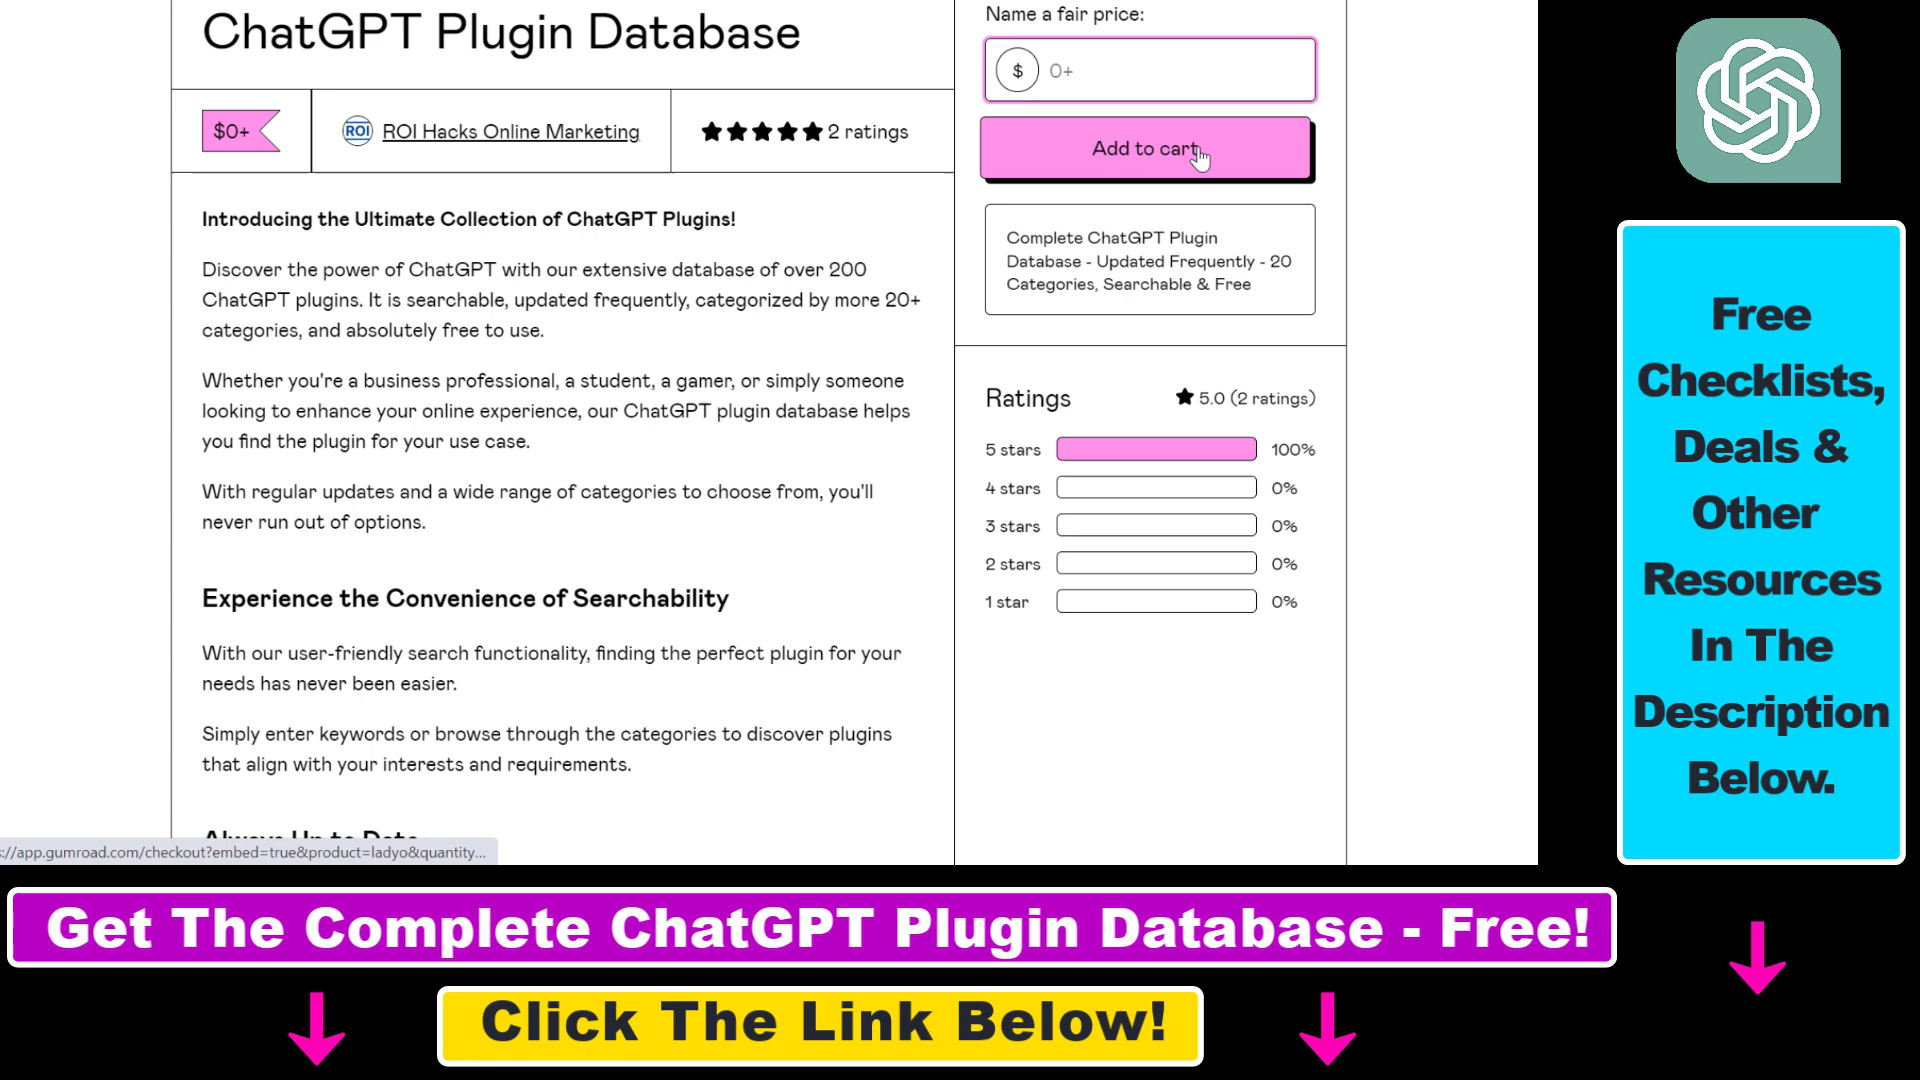 ChatGPT Plugin Database
$0+
ROI
ROI Hacks Online Marketing
2 ratings
Introducing the Ultimate Collection of ChatGPT Plugins!
Discover the power of ChatGPT with our extensive database of over 200
ChatGPT plugins. It is searchable, updated frequently, categorized by more 20+
categories, and absolutely free to use.
Whether you're a business professional, a student, a gamer, or simply someone
looking to enhance your online experience, our ChatGPT plugin database helps
you find the plugin for your use case.
With regular updates and a wide range of categories to choose from, you'll
never run out of options.
Experience the Convenience of Searchability
With our user-friendly search functionality, finding the perfect plugin for your
needs has never been easier.
Simply enter keywords or browse through the categories to discover plugins
that align with your interests and requirements.
Always Up to Date
://app.gumroad.com/checkout?embed=true&product=ladyo&quantity...
Name a fair price:
$ 0+
Add to cart
Complete ChatGPT Plugin
Database - Updated Frequently - 20
Categories, Searchable & Free
Ratings
5.0 (2 ratings)
5 stars 100%
4 stars 0%
3 stars 0%
2 stars 0%
1 star 0%
Free
Checklists,
Deals &
Other
Resources
In The
Description
Below.
Get The Complete ChatGPT Plugin Database - Free!
Click The Link Below!